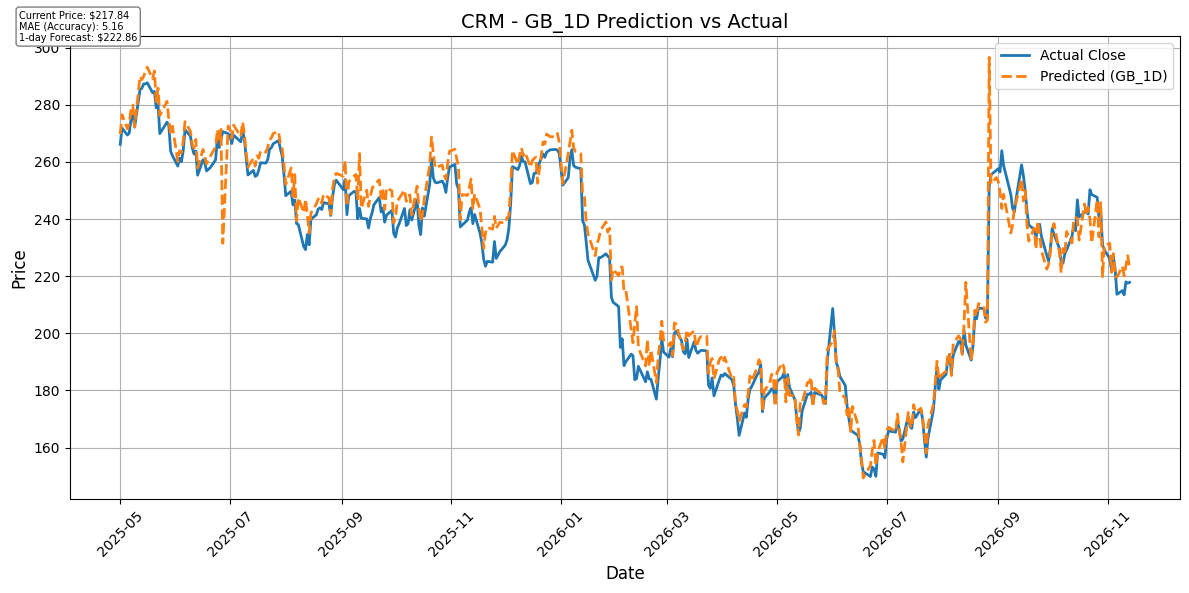 CRM - GB_1D Prediction vs Actual
Current Price: $217.84
MAE (Accuracy): 5.16
1-day Forecast: $222.86
Actual Close
Predicted (GB_1D)
Price
300
280
260
240
220
200
180
160
2025-05
2025-07
2025-09
2025-11
2026-01
2026-03
2026-05
2026-07
2026-09
2026-11
Date